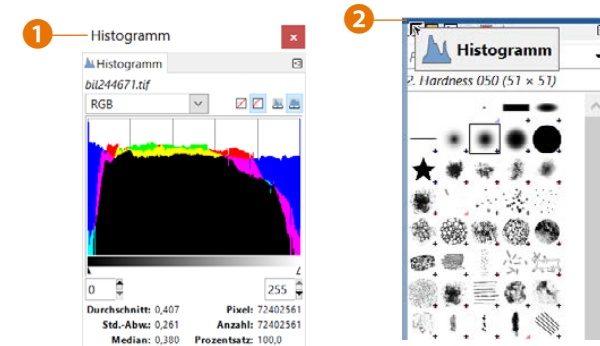 1
Histogramm
Histogramm
bil244671.tif
RGB
0
255
Durchschnitt: 0,407
Pixel: 72402561
Std.-Abw.: 0,261
Anzahl: 72402561
Median: 0,380
Prozentsatz: 100,0
2
Histogramm
2. Hardness 050 (51 × 51)